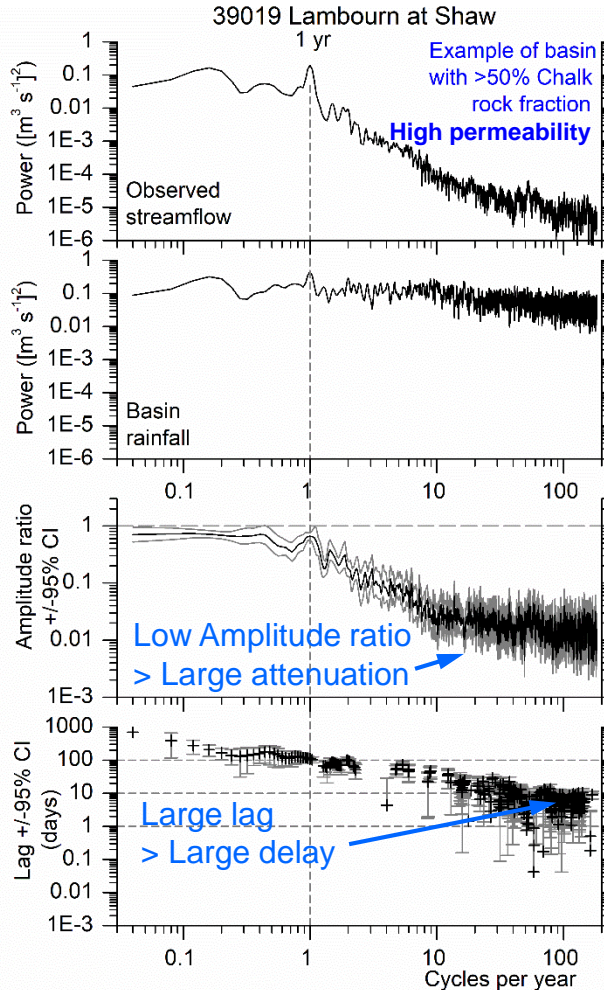 39019 Lambourn at Shaw
1 yr
Example of basin
with >50% Chalk
rock fraction
High permeability
Power ([m³ s⁻¹]²)
1
0.1
0.01
1E-3
1E-4
1E-5
1E-6
Observed
streamflow
Power ([m³ s⁻¹]²)
1
0.1
0.01
1E-3
1E-4
1E-5
1E-6
Basin
rainfall
0.1 1 10 100
Amplitude ratio
+/-95% CI
1
0.1
0.01
1E-3
Low Amplitude ratio
> Large attenuation
Lag +/-95% CI
(days)
1000
100
10
1
0.1
0.01
1E-3
Large lag
> Large delay
0.1 1 10 100
Cycles per year